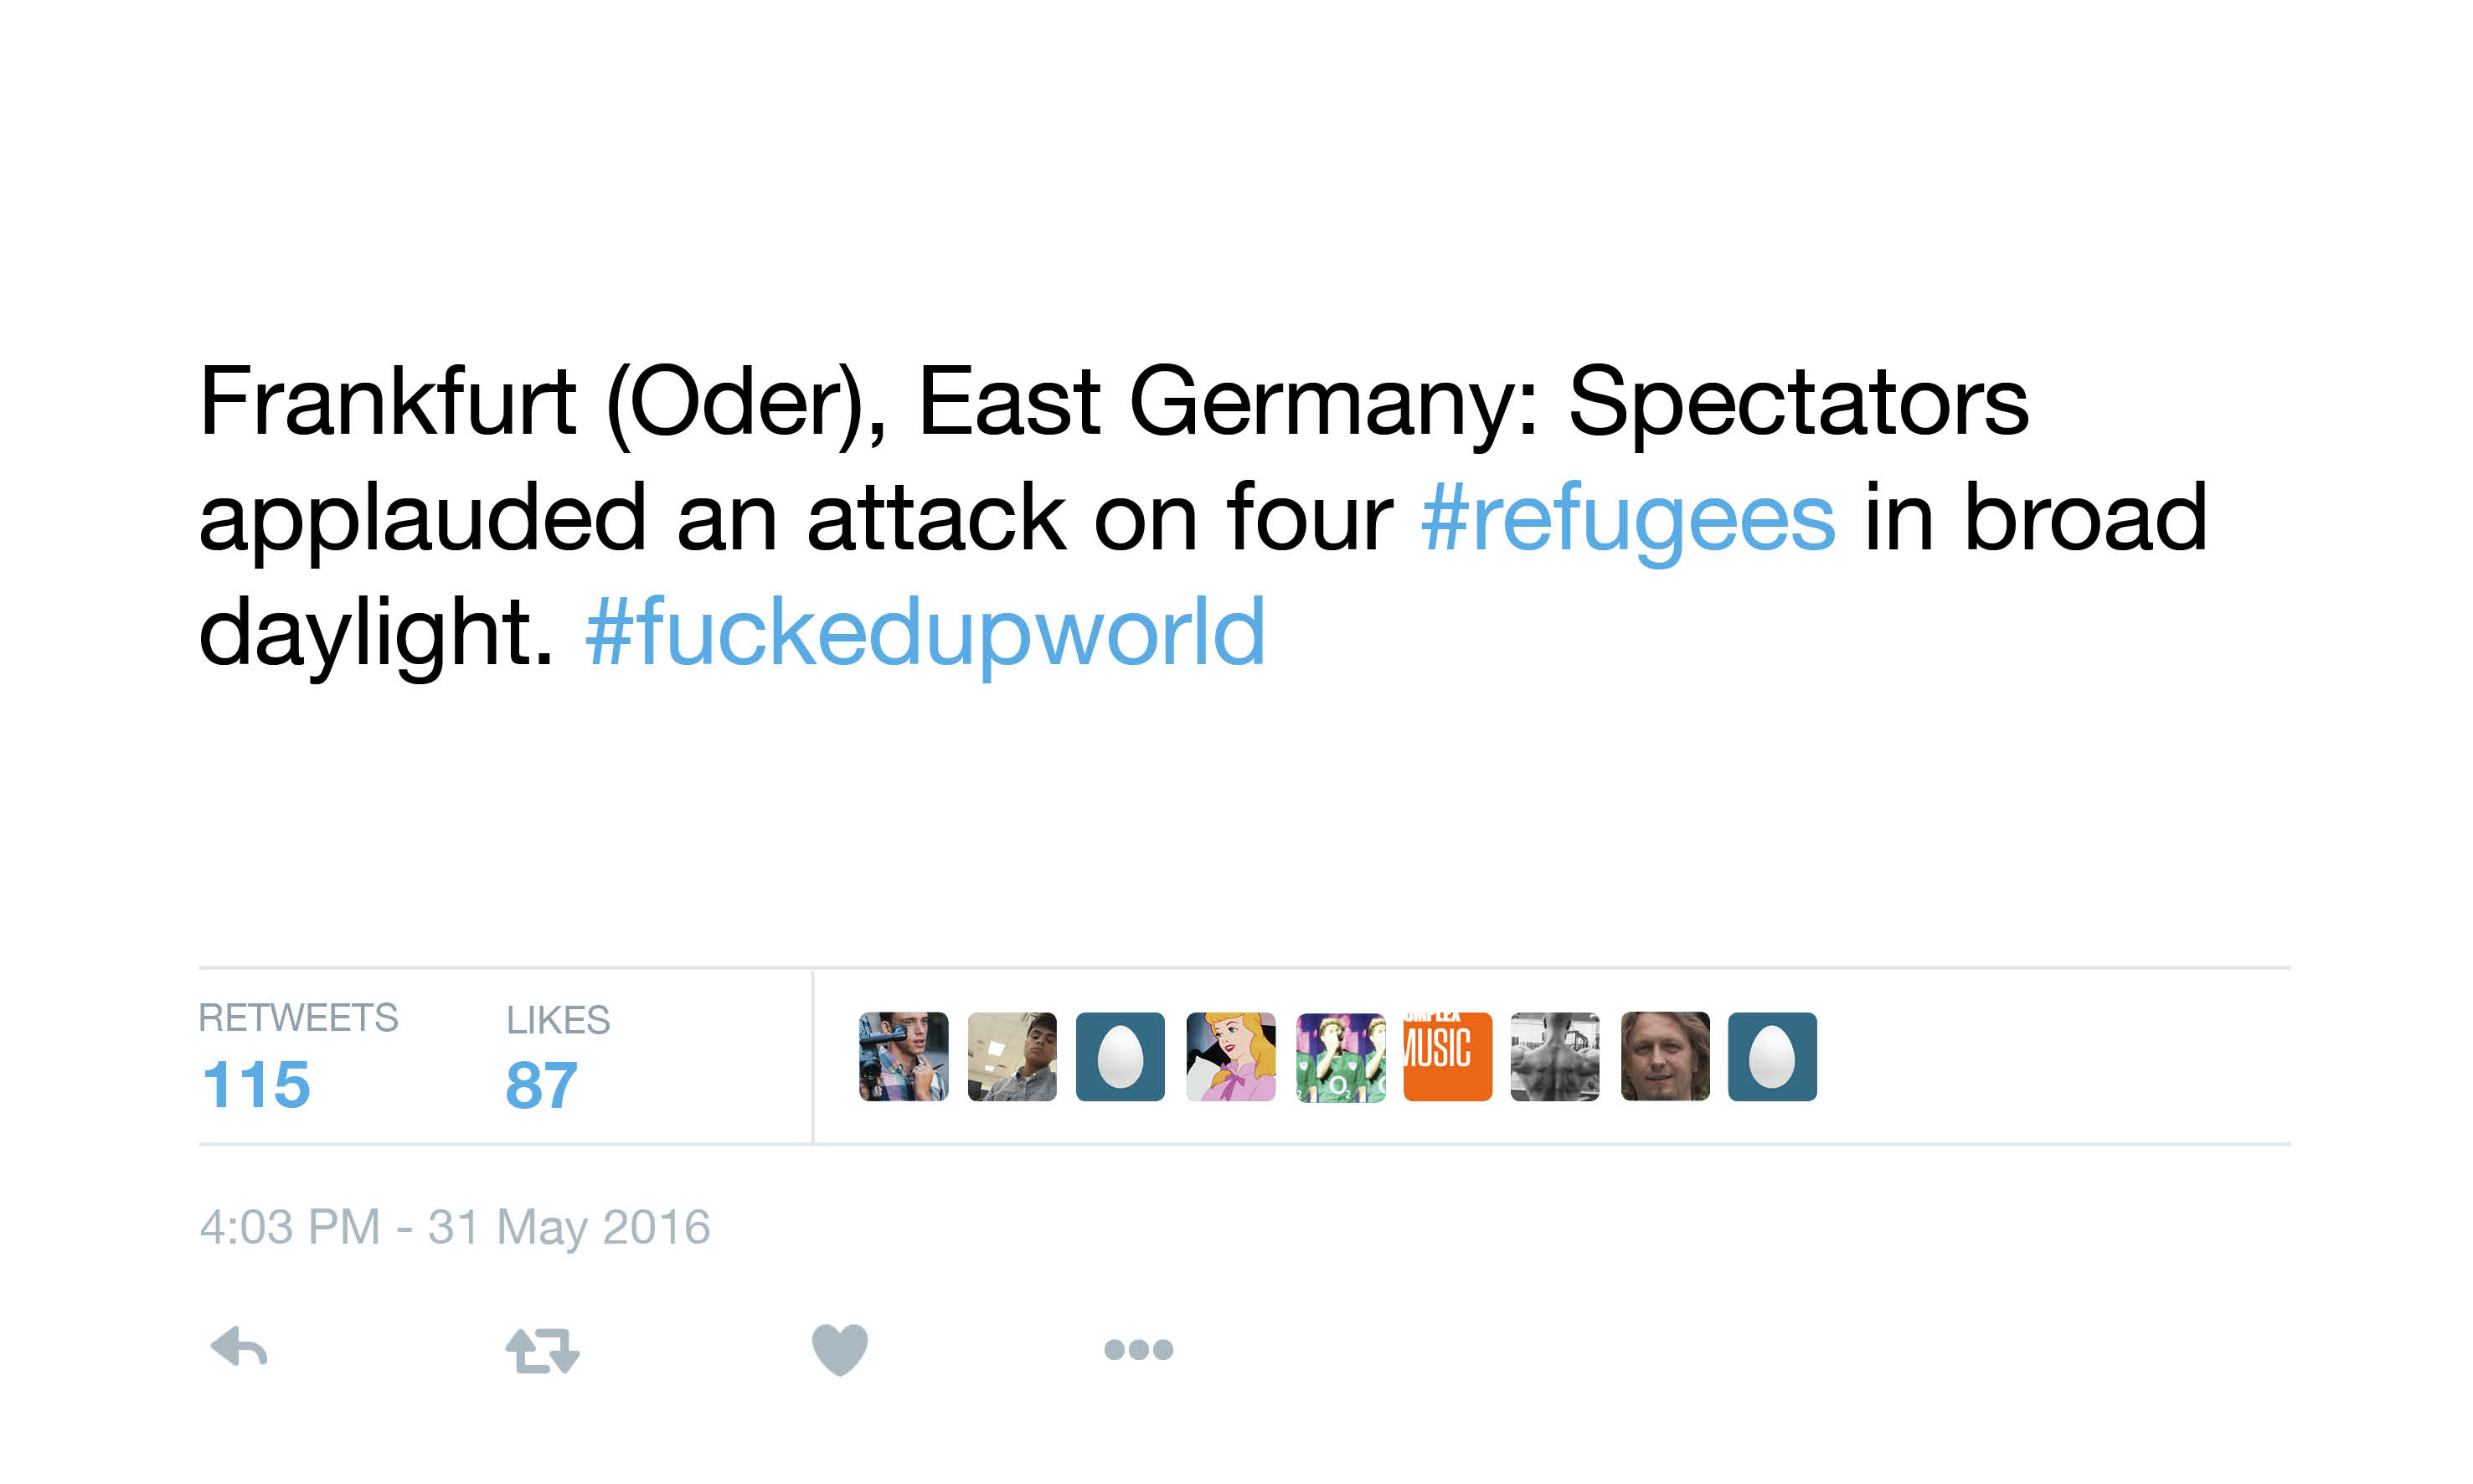 Frankfurt (Oder), East Germany: Spectators
applauded an attack on four #refugees in broad
daylight. #fuckedupworld
RETWEETS LIKES
115 87
MUSIC
O2
4:03 PM - 31 May 2016